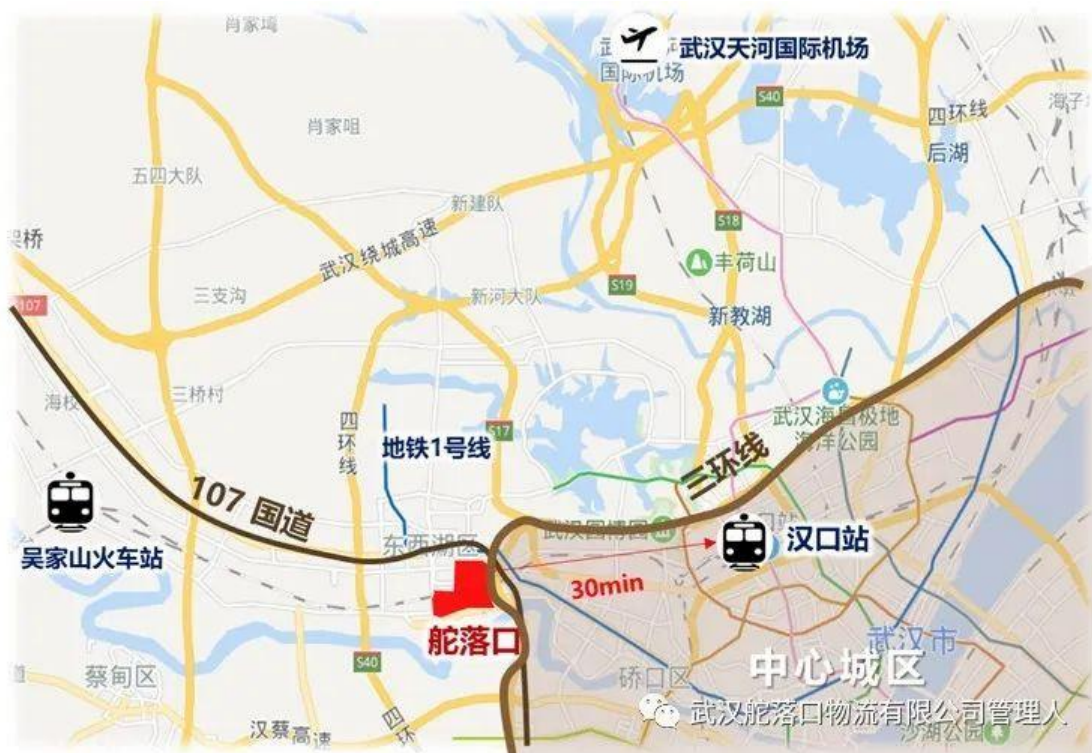 肖家湾
武汉天河国际机场
国际机场
S40
四环线
后湖
肖家咀
五四大队
新建队
S18
武汉绕城高速
丰荷山
三支沟
新河大队
S19
新教湖
107
三桥村
海校
四环线
地铁1号线
S17
武汉海昌极地
海洋公园
三环线
107 国道
吴家山火车站
东西湖区
武汉园博园
汉口站
30min
舵落口
武汉市
中心城区
硚口区
S40
蔡甸区
汉蔡高速
四环
武汉舵落口物流有限公司管理人
沙湖公园